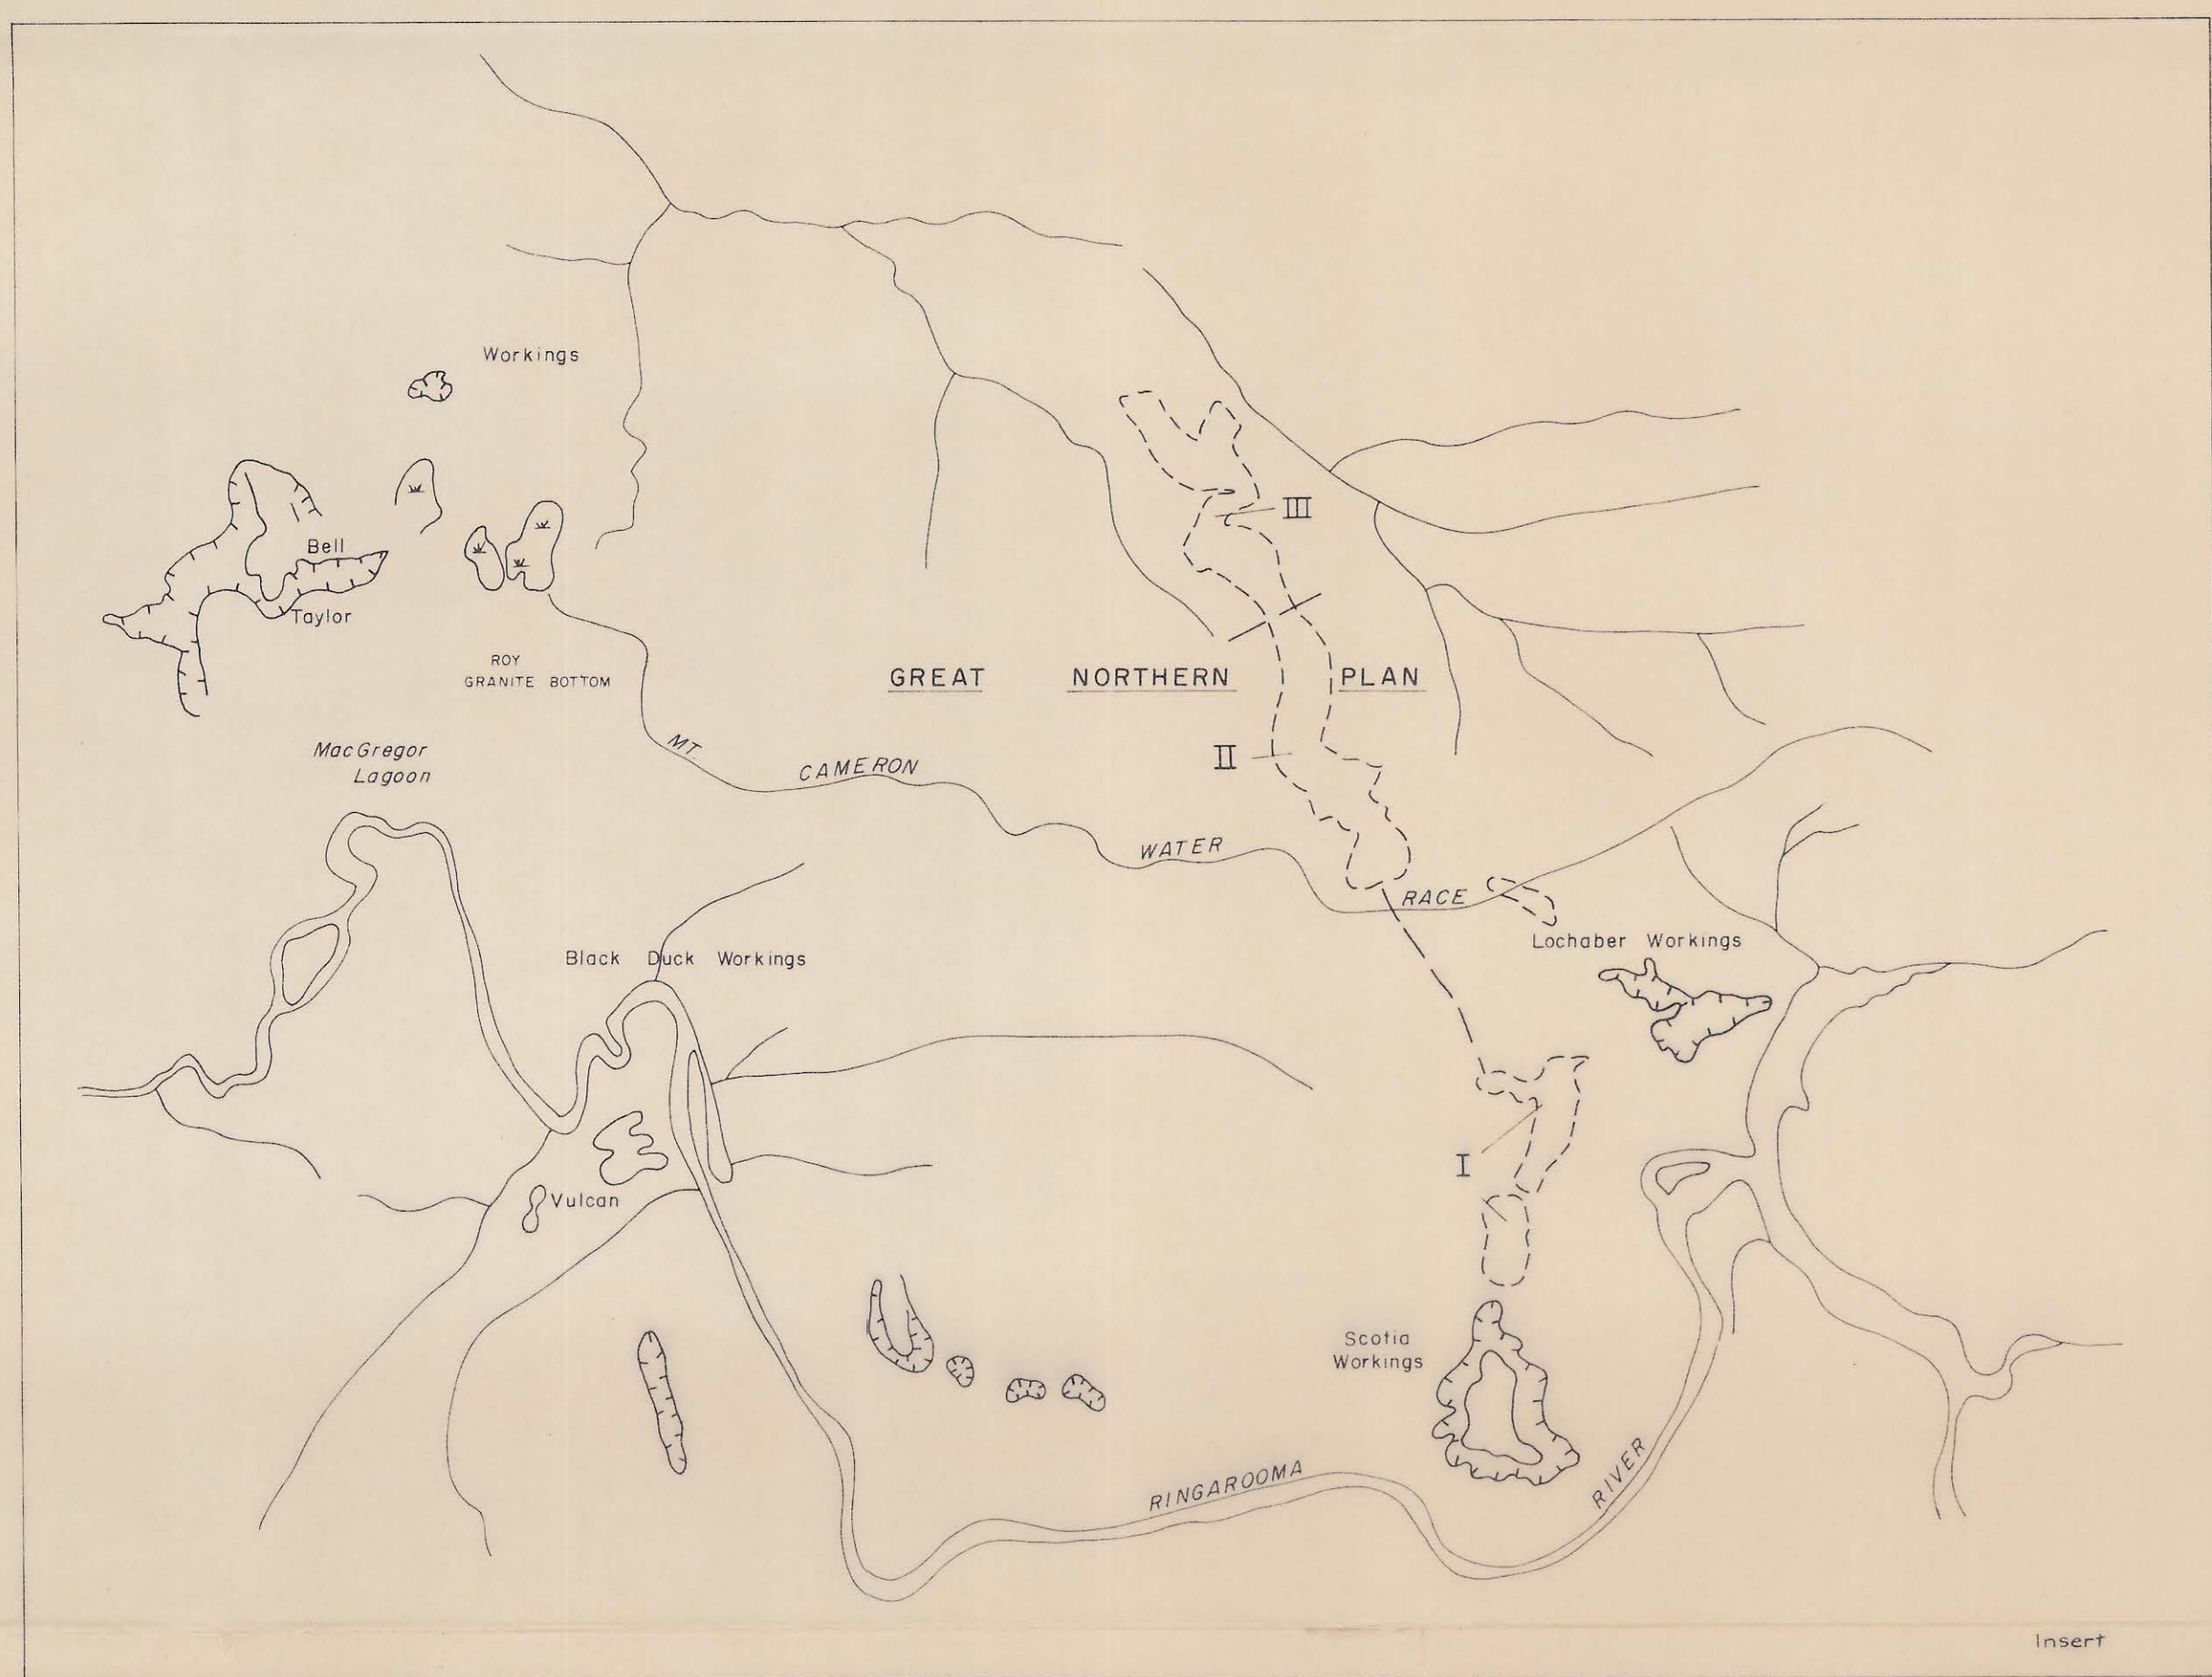 Workings
III
Bell
Taylor
ROY
GRANITE BOTTOM
GREAT NORTHERN PLAN
MacGregor
Lagoon
MT.
CAMERON
II
WATER
RACE
Lochaber Workings
Black Duck Workings
I
Vulcan
Scotia
Workings
RINGAROOMA
RIVER
Insert